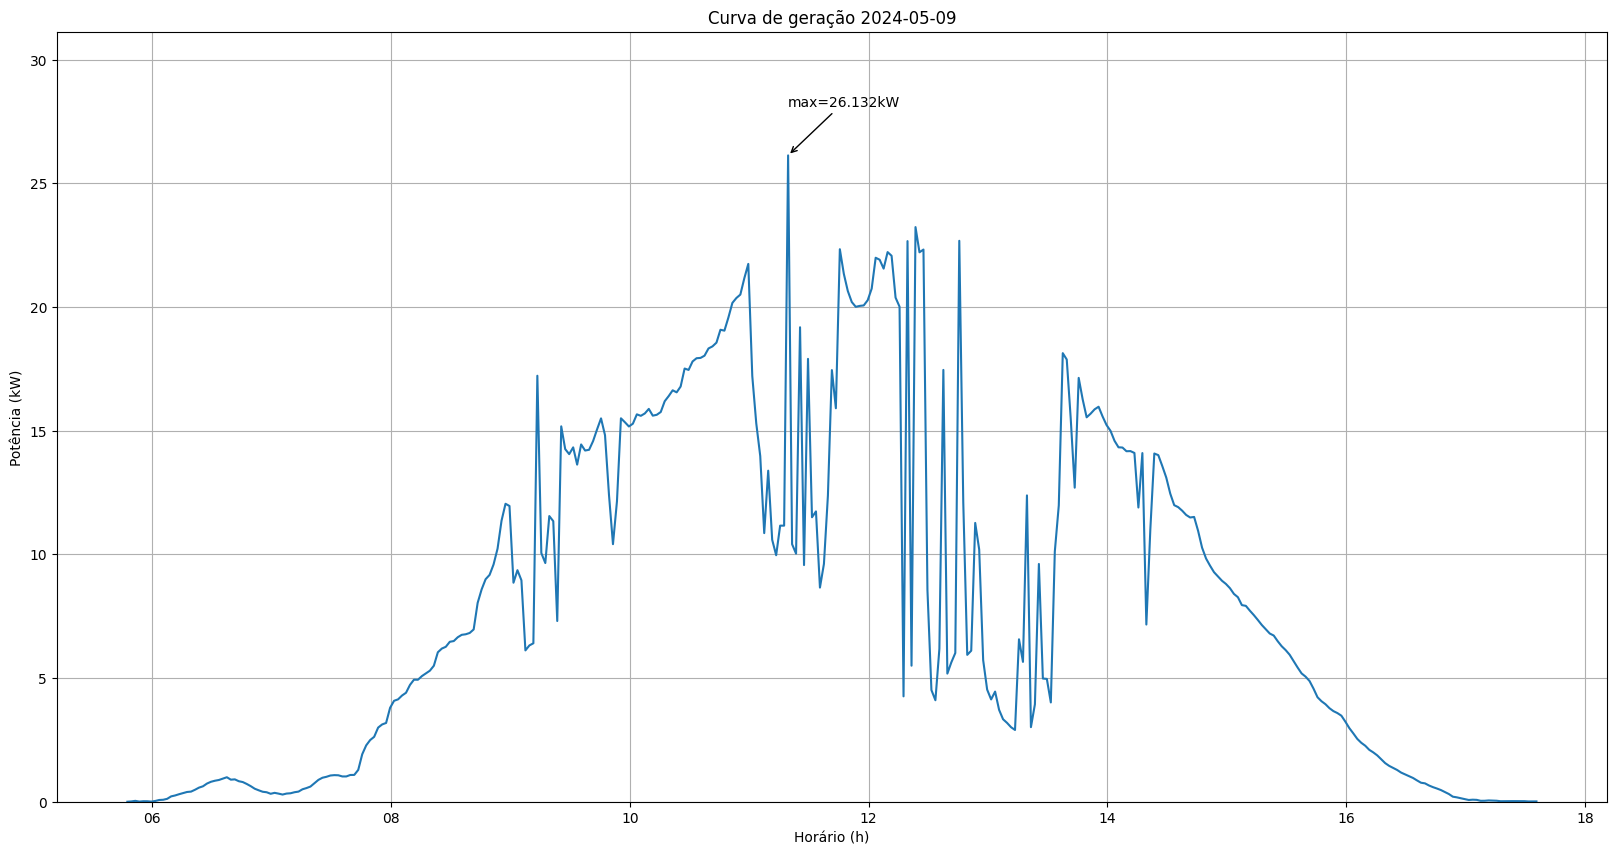 Curva de geração 2024-05-09
30
25
20
15
10
5
0
Potência (kW)
max=26.132kW
06 08 10 12 14 16 18
Horário (h)